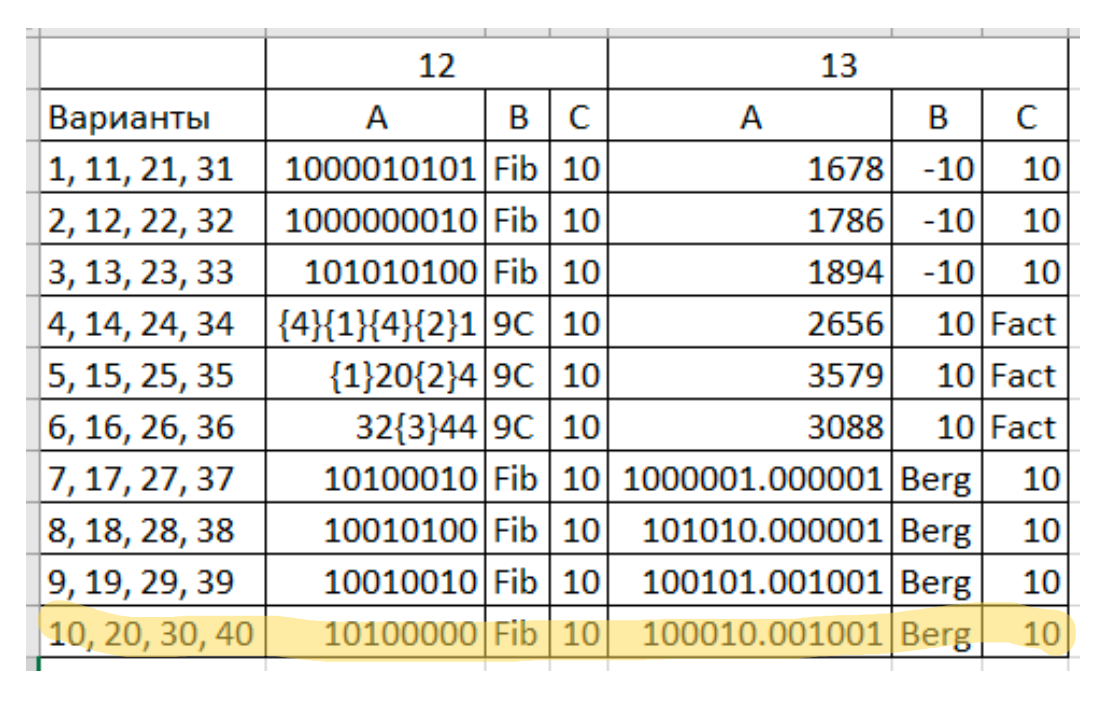 12 13
Варианты A B C A B C
1, 11, 21, 31 1000010101 Fib 10 1678 -10 10
2, 12, 22, 32 1000000010 Fib 10 1786 -10 10
3, 13, 23, 33 101010100 Fib 10 1894 -10 10
4, 14, 24, 34 {4}{1}{4}{2}1 9C 10 2656 10 Fact
5, 15, 25, 35 {1}20{2}4 9C 10 3579 10 Fact
6, 16, 26, 36 32{3}44 9C 10 3088 10 Fact
7, 17, 27, 37 10100010 Fib 10 1000001.000001 Berg 10
8, 18, 28, 38 10010100 Fib 10 101010.000001 Berg 10
9, 19, 29, 39 10010010 Fib 10 100101.001001 Berg 10
10, 20, 30, 40 10100000 Fib 10 100010.001001 Berg 10